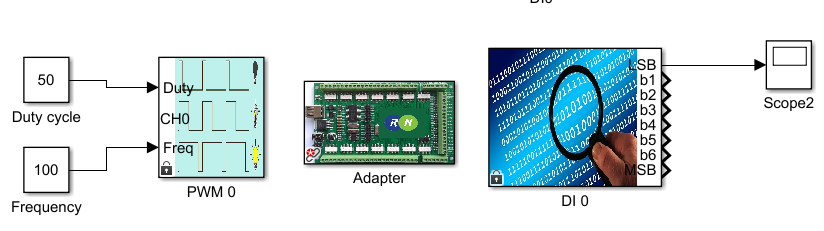 DI0
50
Duty cycle
100
Frequency
Duty
CH0
Freq
PWM 0
R N
Adapter
LSB
b1
b2
b3
b4
b5
b6
MSB
DI 0
Scope2